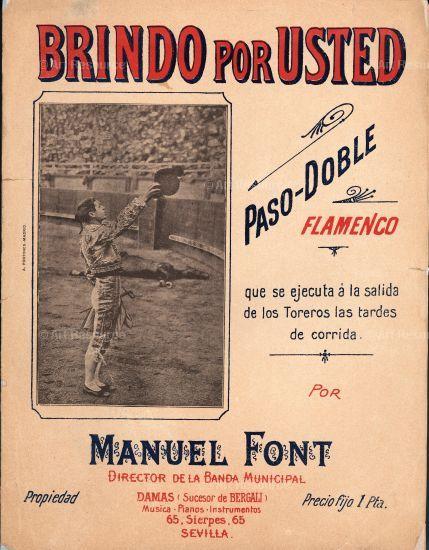 BRINDO POR USTED
PASO-DOBLE
FLAMENCO
que se ejecuta á la salida
de los Toreros las tardes
de corrida.
POR
MANUEL FONT
DIRECTOR DE LA BANDA MUNICIPAL
Propiedad
DAMAS (Sucesor de BERGALI)
Musica - Pianos - Instrumentos
65, Sierpes, 65
SEVILLA.
Precio fijo 1 Pta.
© Art Resource